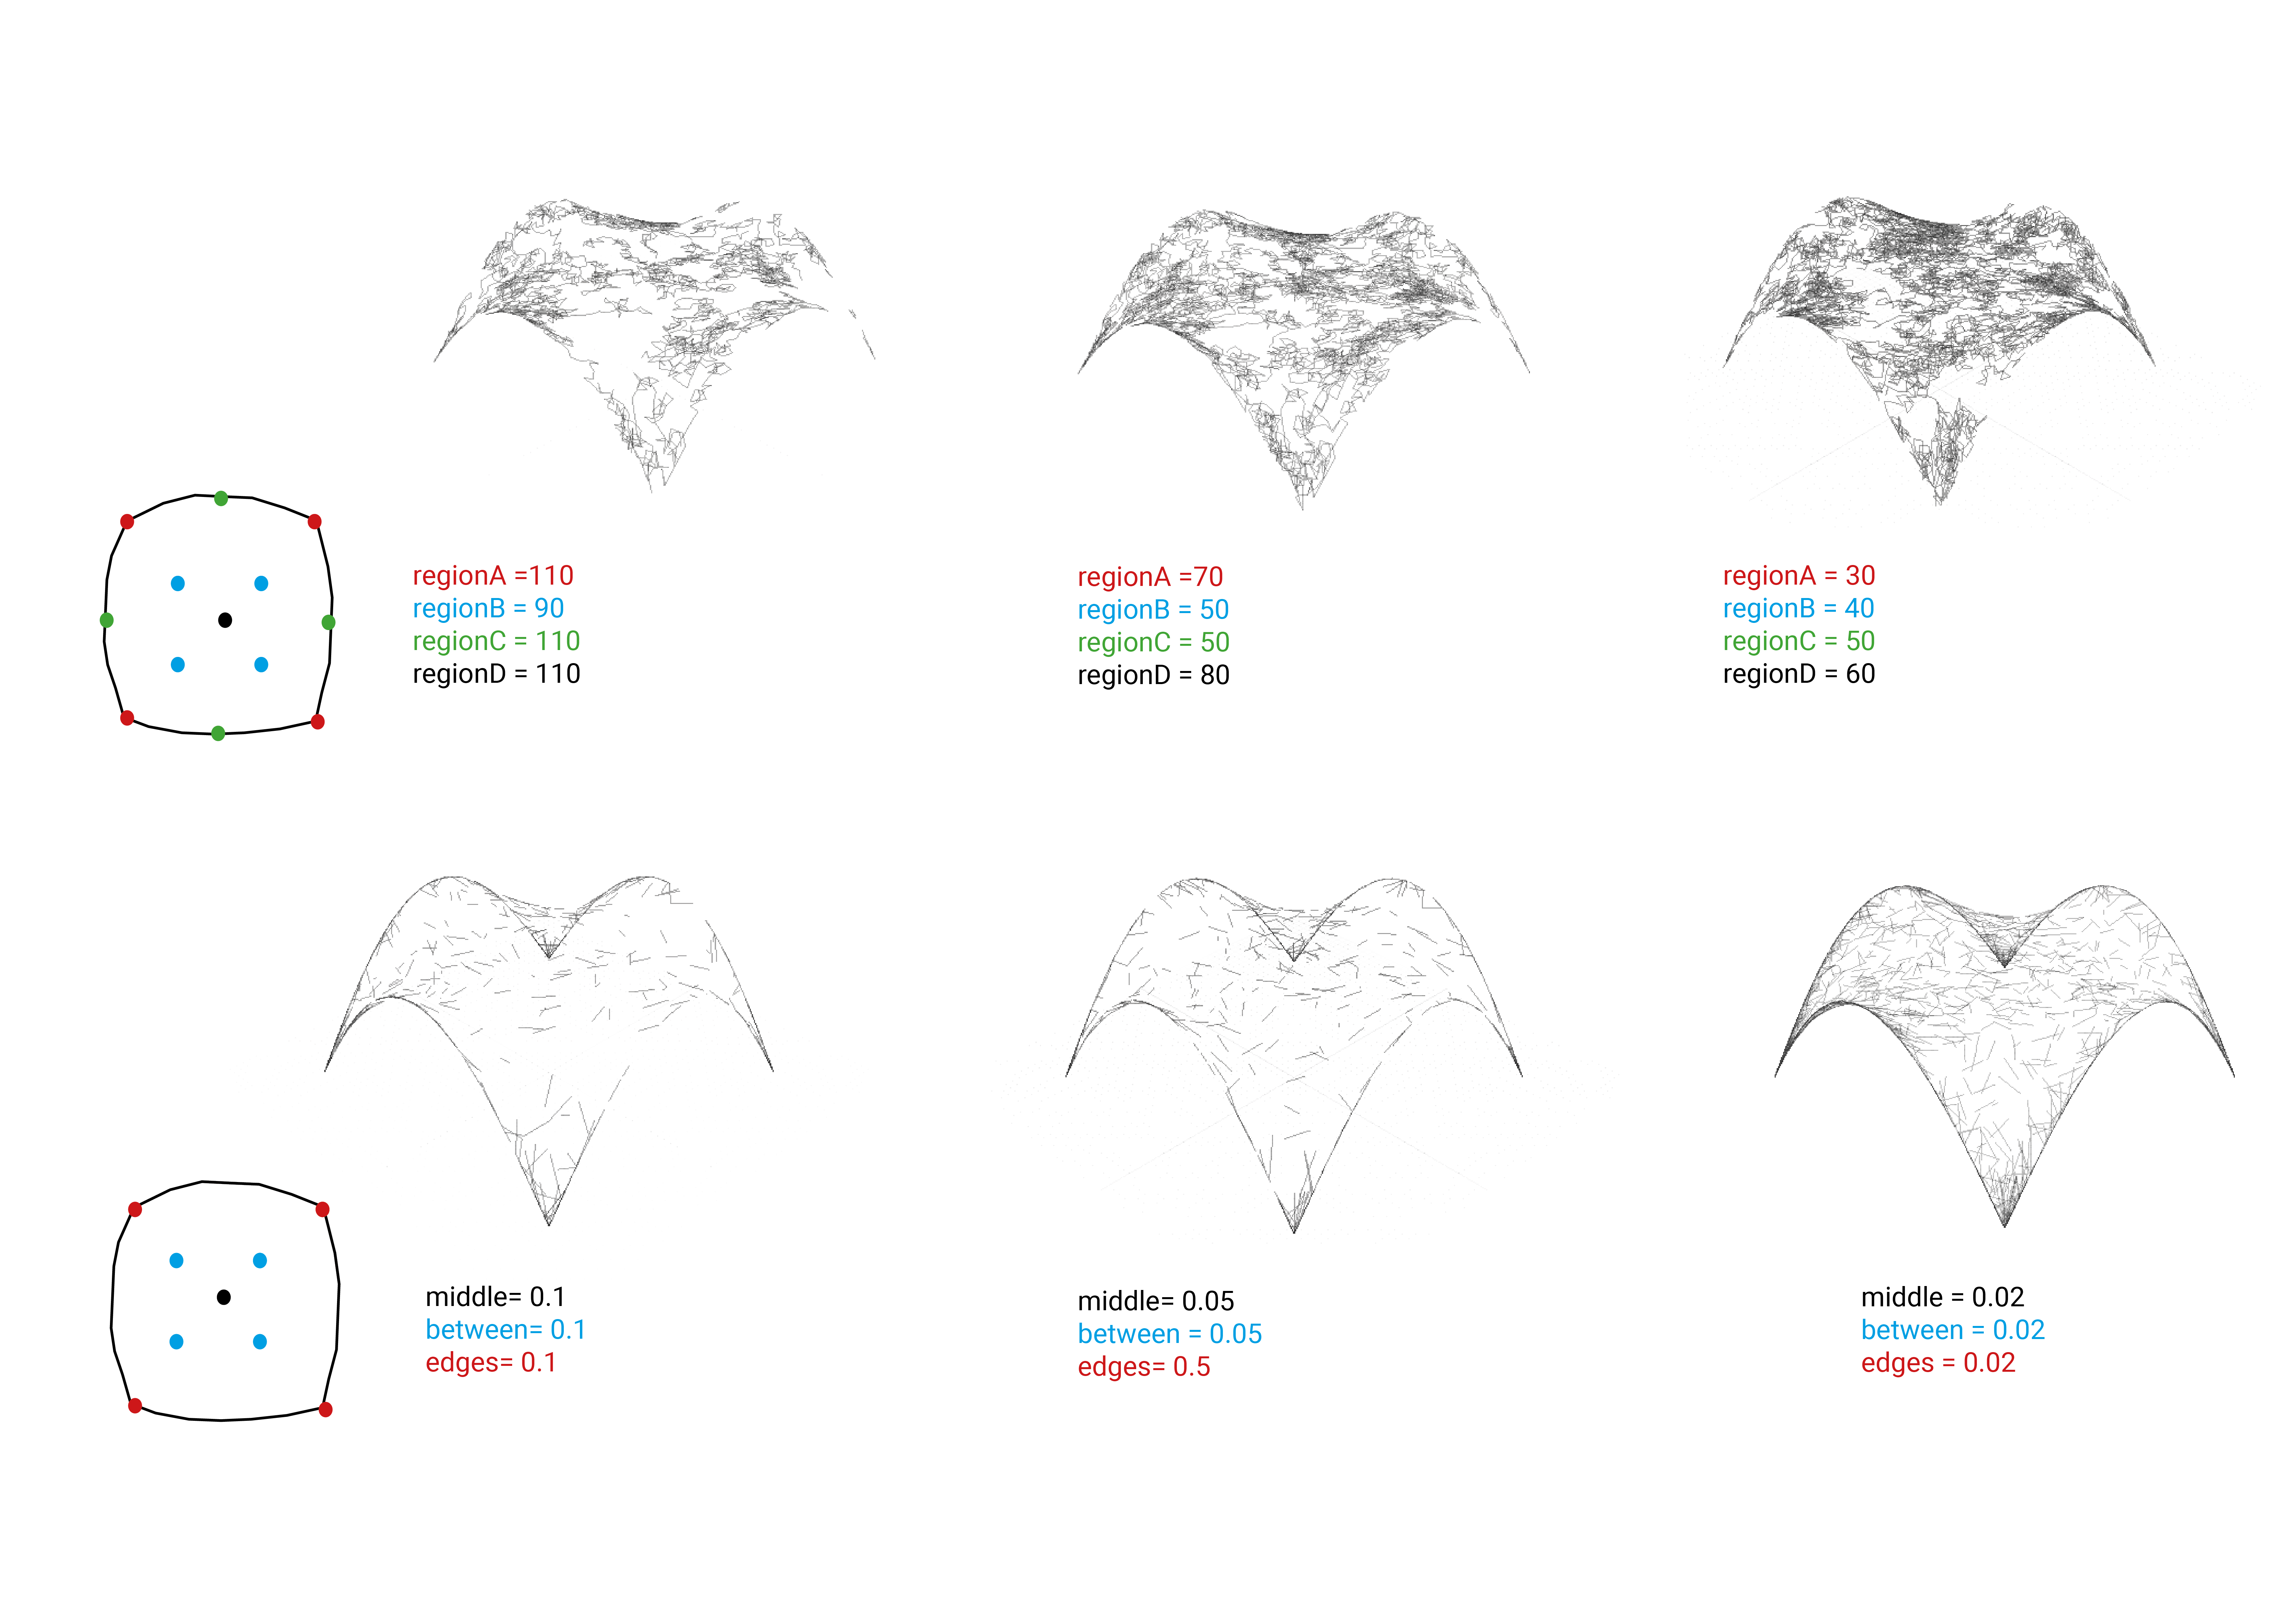 regionA =110
regionB = 90
regionC = 110
regionD = 110
regionA =70
regionB = 50
regionC = 50
regionD = 80
regionA = 30
regionB = 40
regionC = 50
regionD = 60
middle= 0.1
between= 0.1
edges= 0.1
middle= 0.05
between = 0.05
edges= 0.5
middle = 0.02
between = 0.02
edges = 0.02